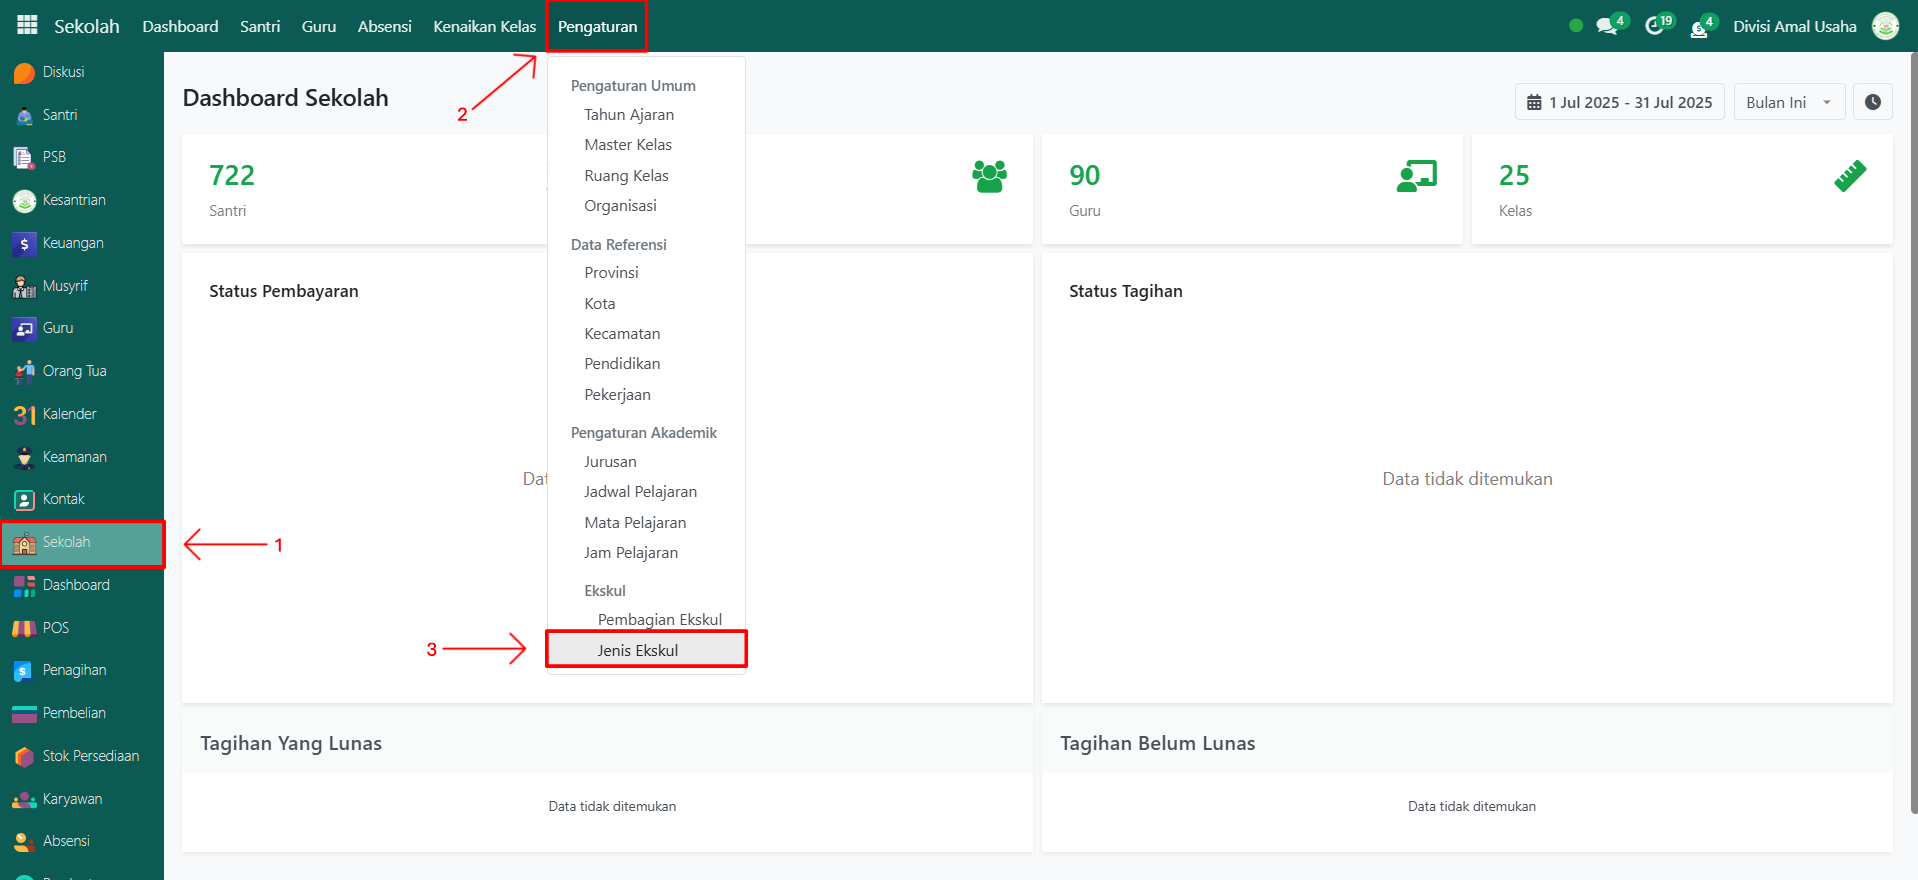 Sekolah Dashboard Santri Guru Absensi Kenaikan Kelas Pengaturan 4 19 4 Divisi Amal Usaha
Diskusi
Santri
PSB
Kesantrian
Keuangan
Musyrif
Guru
Orang Tua
31 Kalender
Keamanan
Kontak
Sekolah
Dashboard
POS
Penagihan
Pembelian
Stok Persediaan
Karyawan
Absensi
1
2
3
Dashboard Sekolah
1 Jul 2025 - 31 Jul 2025 Bulan Ini
722
Santri
90
Guru
25
Kelas
Pengaturan Umum
Tahun Ajaran
Master Kelas
Ruang Kelas
Organisasi
Data Referensi
Provinsi
Kota
Kecamatan
Pendidikan
Pekerjaan
Pengaturan Akademik
Jurusan
Jadwal Pelajaran
Mata Pelajaran
Jam Pelajaran
Ekskul
Pembagian Ekskul
Jenis Ekskul
Status Pembayaran
Status Tagihan
Data tidak ditemukan
Tagihan Yang Lunas
Data tidak ditemukan
Tagihan Belum Lunas
Data tidak ditemukan